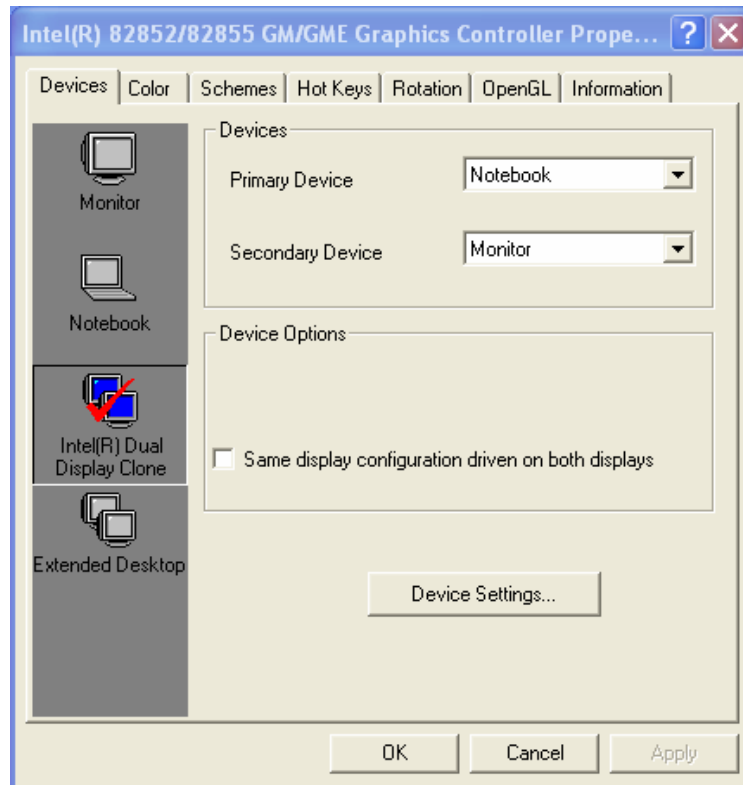 Intel(R) 82852/82855 GM/GME Graphics Controller Prope...
Devices Color Schemes Hot Keys Rotation OpenGL Information
Monitor
Notebook
Intel(R) Dual
Display Clone
Extended Desktop
Devices
Primary Device Notebook
Secondary Device Monitor
Device Options
Same display configuration driven on both displays
Device Settings...
OK Cancel Apply